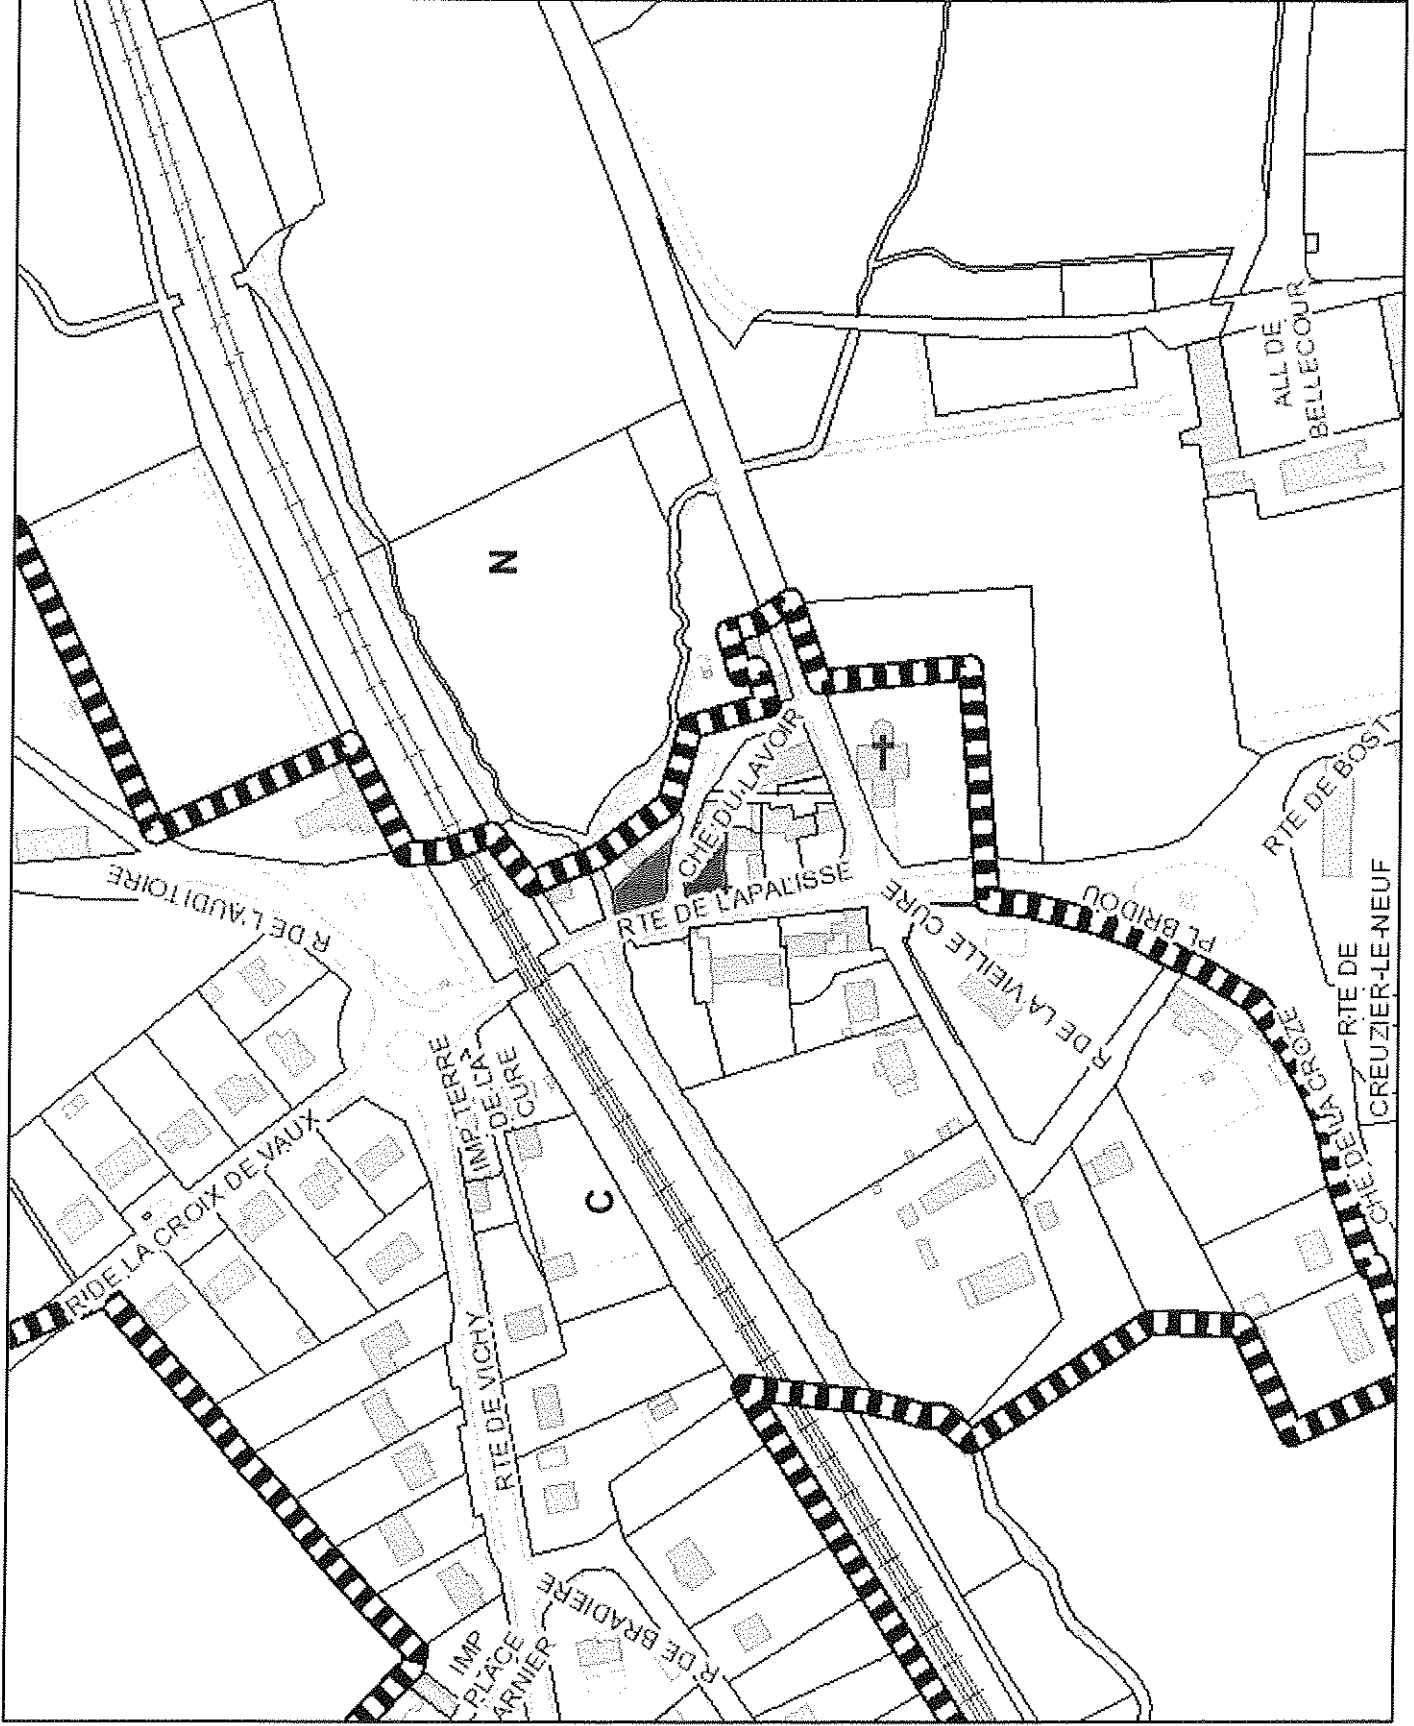 N
R DE L'AUDITOIRE
CHE DU LAVOIR
RTE DE L'APALISSE
ALL DE
BELLECOUR
RTE DE BOST
PL BRIDOU
R DE LA VIEILLE CURE
RTE DE
CREUZIER-LE-NEUF
CHE DE LA CROZE
IMP TERRE
DE LA
CURE
IMP
R DE LA CROIX DE VAUX
C
RTE DE VICHY
R DE BRADIERE
IMP
PLACE
ARNIER